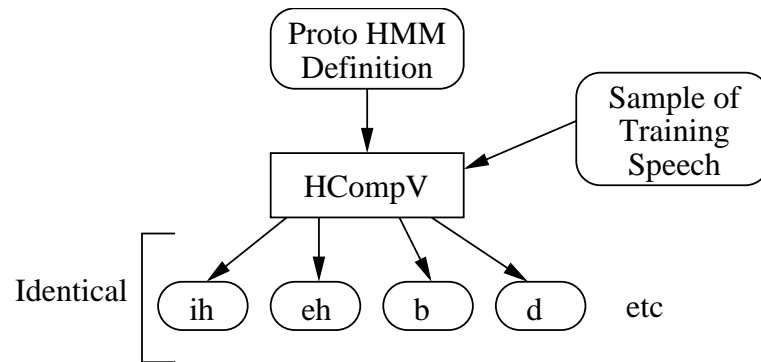 Proto HMM
Definition
Sample of
Training
Speech
HCompV
Identical
ih eh b d etc